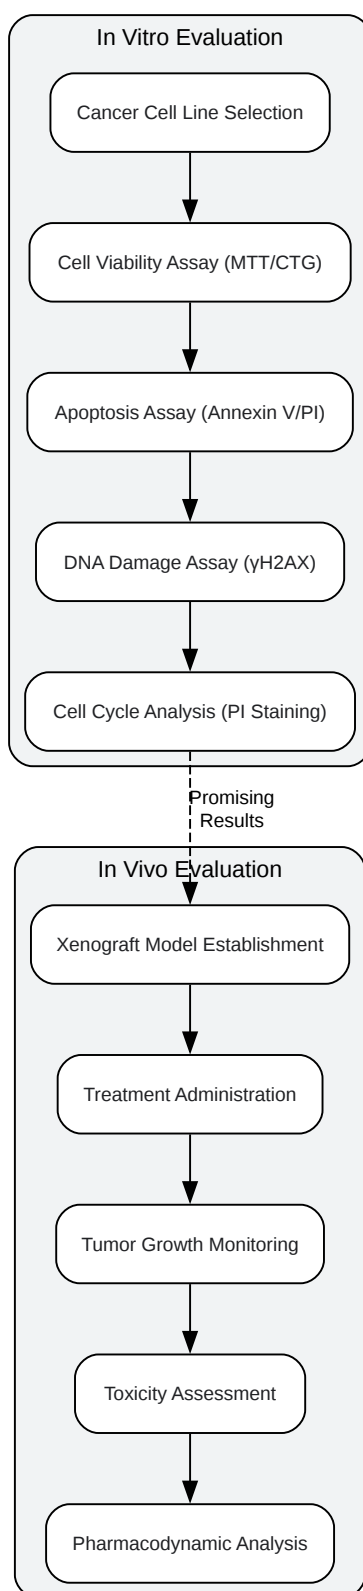 In Vitro Evaluation
Cancer Cell Line Selection
Cell Viability Assay (MTT/CTG)
Apoptosis Assay (Annexin V/PI)
DNA Damage Assay (γH2AX)
Cell Cycle Analysis (PI Staining)
Promising
Results
In Vivo Evaluation
Xenograft Model Establishment
Treatment Administration
Tumor Growth Monitoring
Toxicity Assessment
Pharmacodynamic Analysis